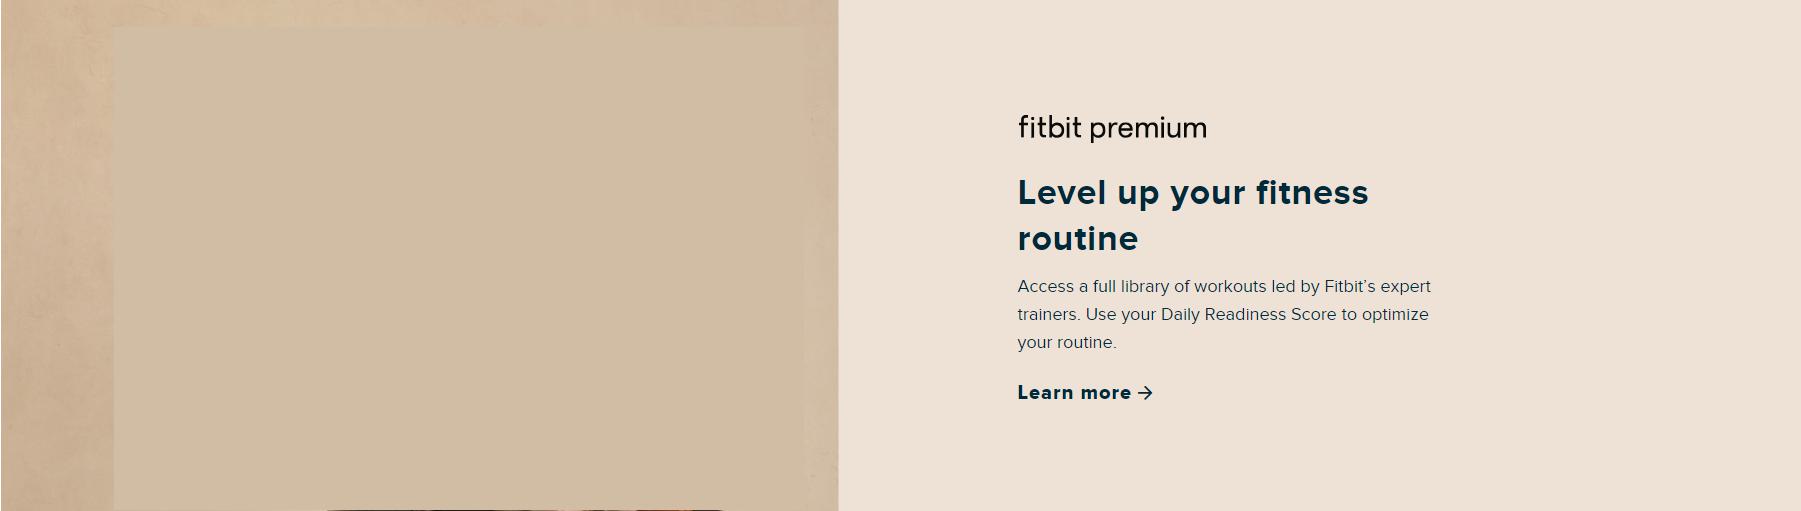 fitbit premium
Level up your fitness
routine
Access a full library of workouts led by Fitbit’s expert
trainers. Use your Daily Readiness Score to optimize
your routine.
Learn more →